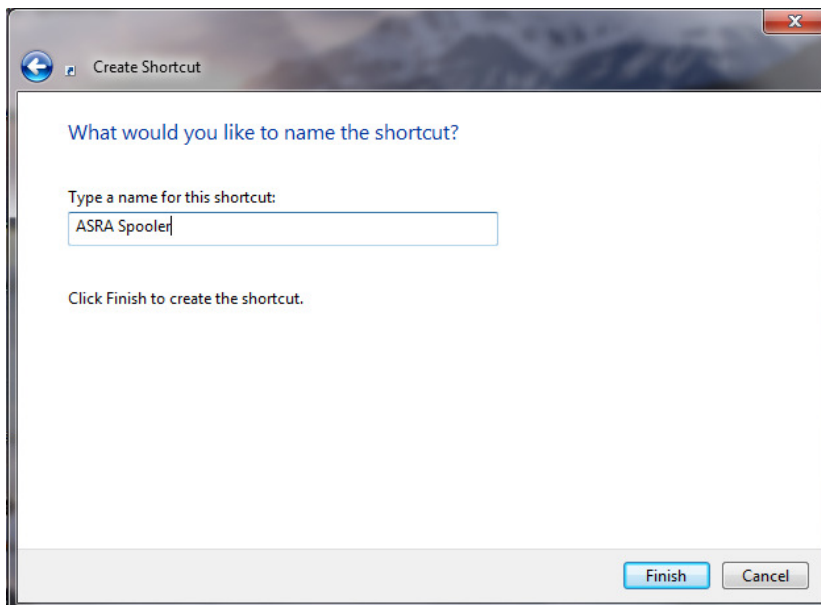 Create Shortcut
What would you like to name the shortcut?
Type a name for this shortcut:
ASRA Spooler
Click Finish to create the shortcut.
Finish Cancel